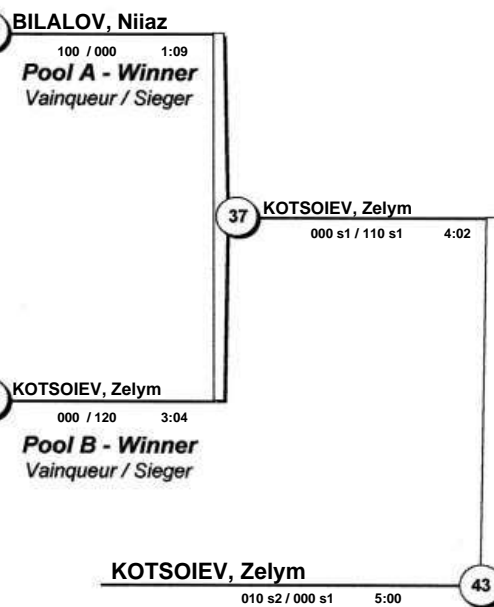 BILALOV, Niiaz
100 / 000 1:09
Pool A - Winner
Vainqueur / Sieger
37
KOTSOIEV, Zelym
000 s1 / 110 s1 4:02
KOTSOIEV, Zelym
000 / 120 3:04
Pool B - Winner
Vainqueur / Sieger
KOTSOIEV, Zelym
43
010 s2 / 000 s1 5:00